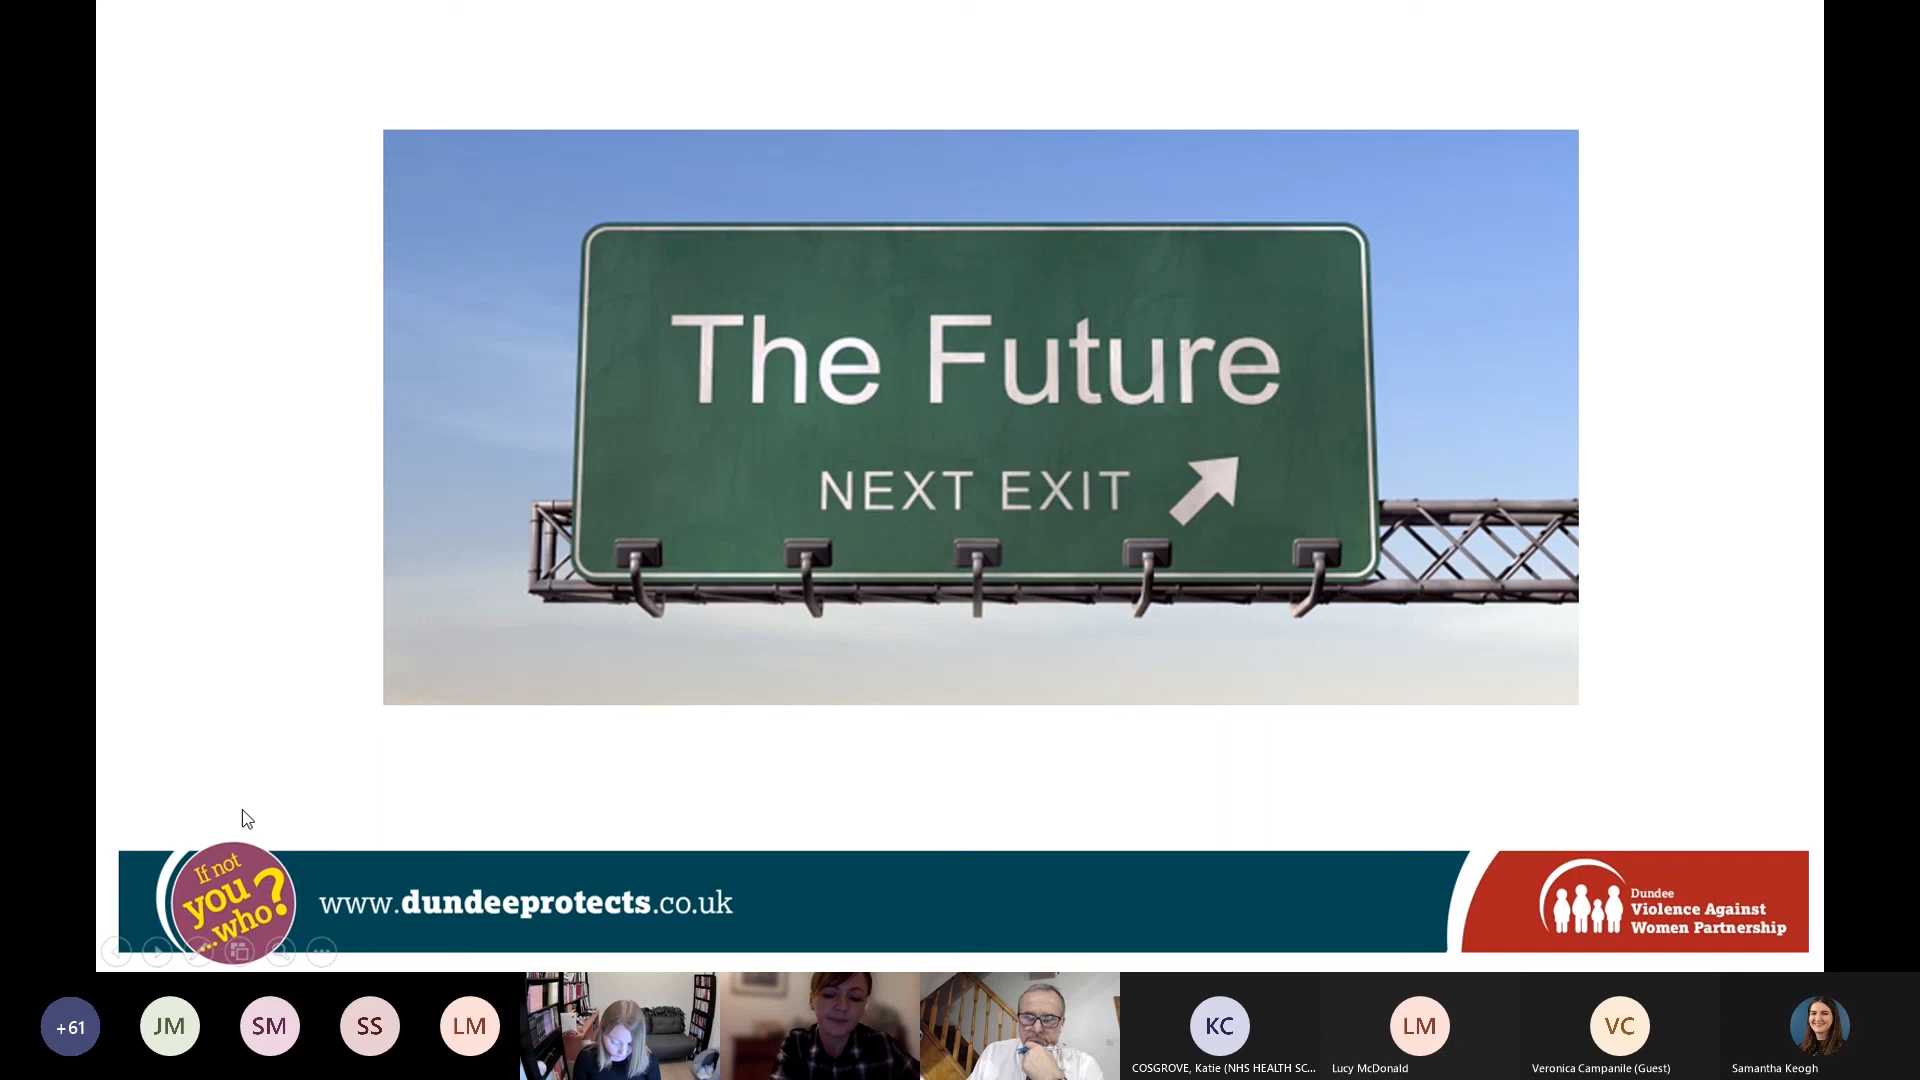 The Future
NEXT EXIT
If not
you
...who?
www.dundeeprotects.co.uk
Dundee
Violence Against
Women Partnership
+61
JM
SM
SS
LM
KC
LM
VC
COSGROVE, Katie (NHS HEALTH SC...
Lucy McDonald
Veronica Campanile (Guest)
Samantha Keogh